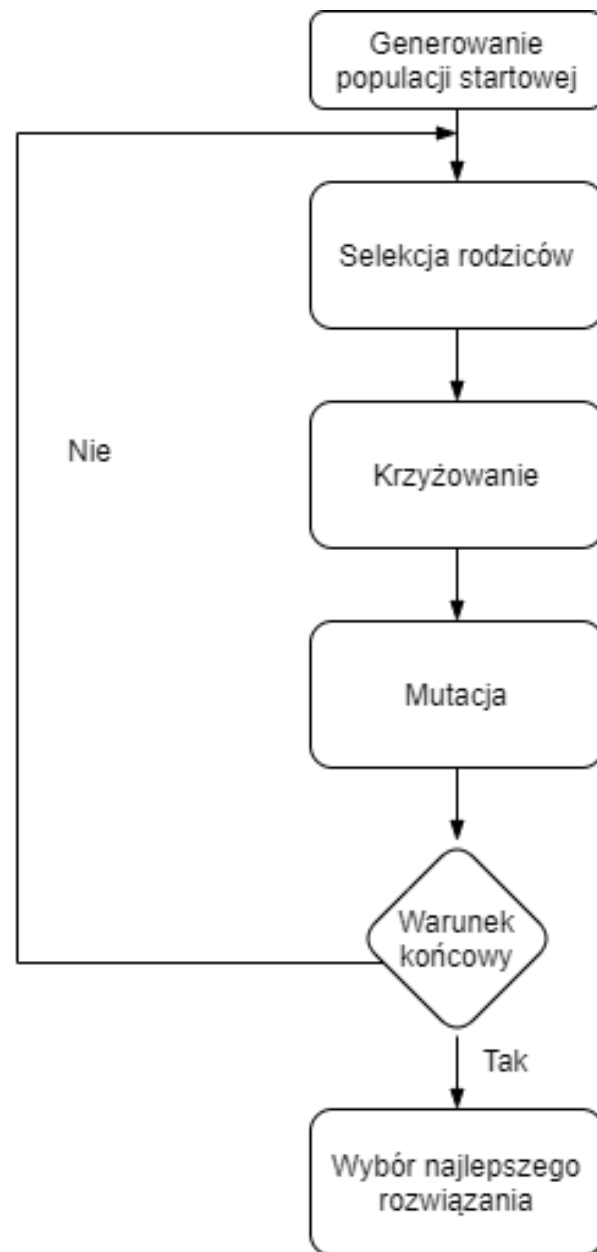 Generowanie
populacji startowej
Selekcja rodziców
Nie
Krzyżowanie
Mutacja
Warunek
końcowy
Tak
Wybór najlepszego
rozwiązania